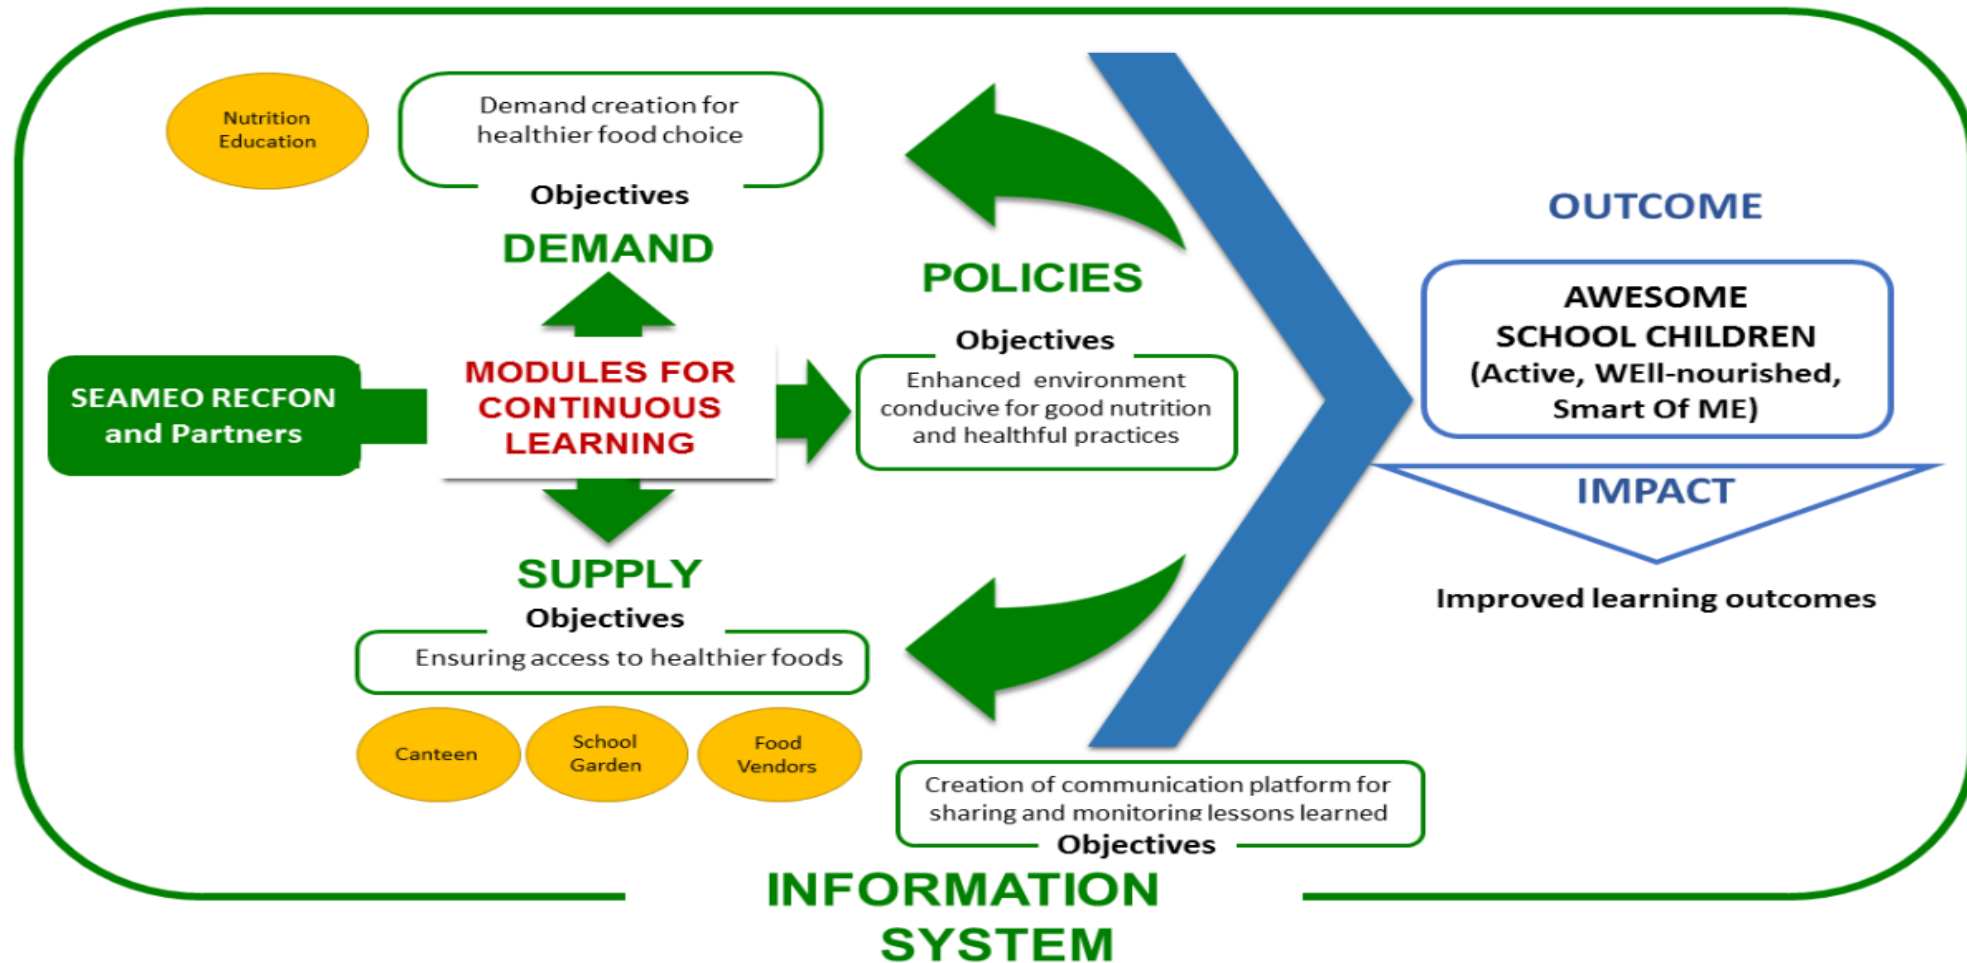 Nutrition
Education
Demand creation for
healthier food choice
Objectives
DEMAND
SEAMEO RECFON
and Partners
MODULES FOR
CONTINUOUS
LEARNING
POLICIES
Objectives
Enhanced environment
conducive for good nutrition
and healthful practices
SUPPLY
Objectives
Ensuring access to healthier foods
Canteen
School
Garden
Food
Vendors
Creation of communication platform for
sharing and monitoring lessons learned
Objectives
INFORMATION
SYSTEM
OUTCOME
AWESOME
SCHOOL CHILDREN
(Active, WEll-nourished,
Smart Of ME)
IMPACT
Improved learning outcomes